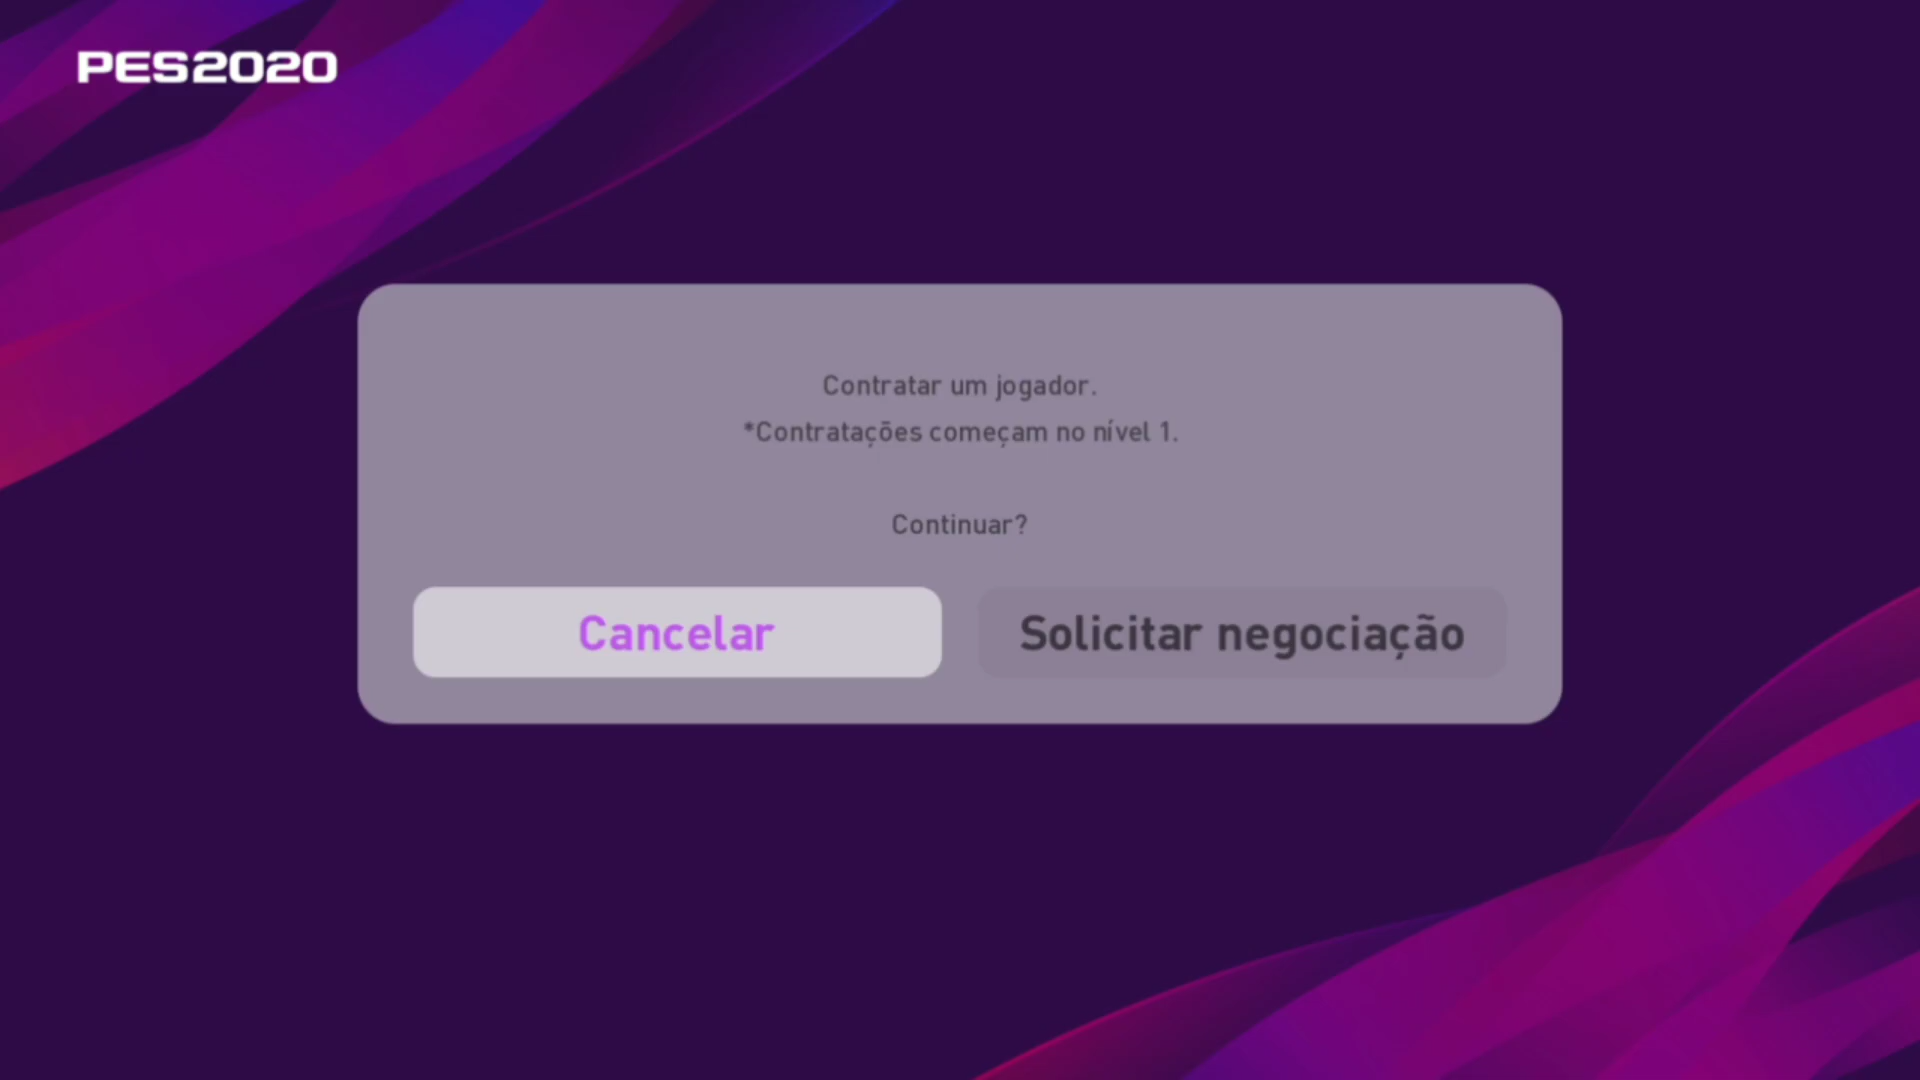 PES2020
Contratar um jogador.
*Contratações começam no nível 1.
Continuar?
Cancelar
Solicitar negociação